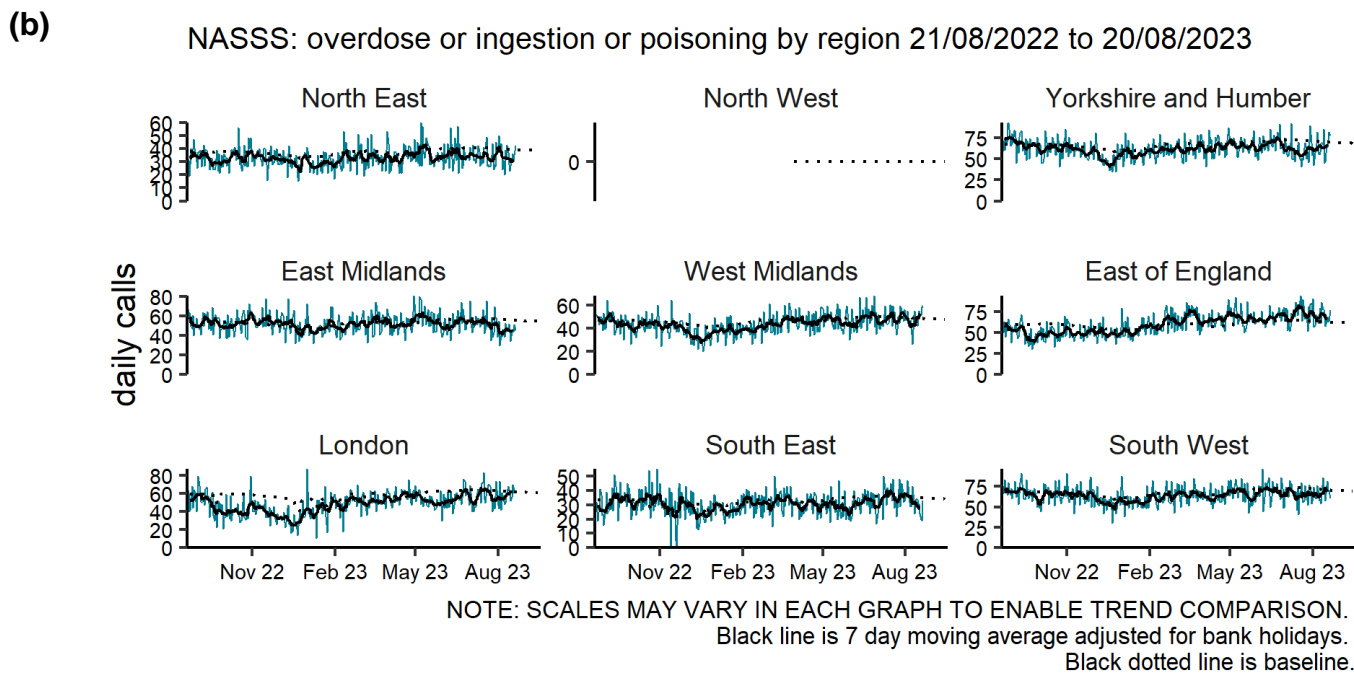 (b)
NASSS: overdose or ingestion or poisoning by region 21/08/2022 to 20/08/2023
North East
North West
Yorkshire and Humber
60
50
40
30
20
10
0
0
75
50
25
0
daily calls
East Midlands
West Midlands
East of England
80
60
40
20
0
60
40
20
0
75
50
25
0
London
South East
South West
80
60
40
20
0
50
40
30
20
10
0
75
50
25
0
Nov 22 Feb 23 May 23 Aug 23
Nov 22 Feb 23 May 23 Aug 23
Nov 22 Feb 23 May 23 Aug 23
NOTE: SCALES MAY VARY IN EACH GRAPH TO ENABLE TREND COMPARISON.
Black line is 7 day moving average adjusted for bank holidays.
Black dotted line is baseline.